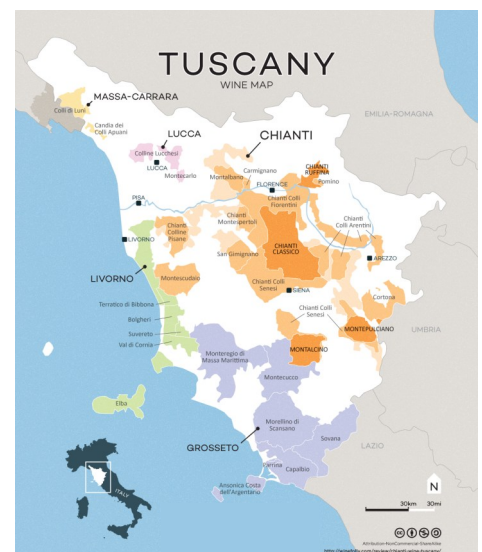 TUSCANY
WINE MAP
MASSA-CARRARA
Colli di Luni
Candia dei
Colli Apuani
EMILIA-ROMAGNA
LUCCA
CHIANTI
Colline Lucchesi
LUCCA
Montecarlo
Carmignano
Montalbano
CHIANTI
RUFFINA
Pomino
FLORENCE
PISA
Chianti Colli
Fiorentini
Chianti
Montespertoli
Chianti
Colli Arentini
Chianti
Colline
Pisane
LIVORNO
CHIANTI
CLASSICO
San Gimignano
AREZZO
LIVORNO
Montescudaio
Chianti Colli
Senesi
SIENA
Cortona
Terratico di Bibbona
Bolgheri
Suvereto
Val di Cornia
Chianti Colli
Senesi
MONTEPULCIANO
UMBRIA
Monteregio di
Massa Marittima
MONTALCINO
Montecucco
Elba
Morellino di
Scansano
GROSSETO
Sovana
LAZIO
Parrina
Capalbio
Ansonica Costa
dell'Argentario
ITALY
N
30km 30mi
Attribution-NonCommercial-ShareAlike